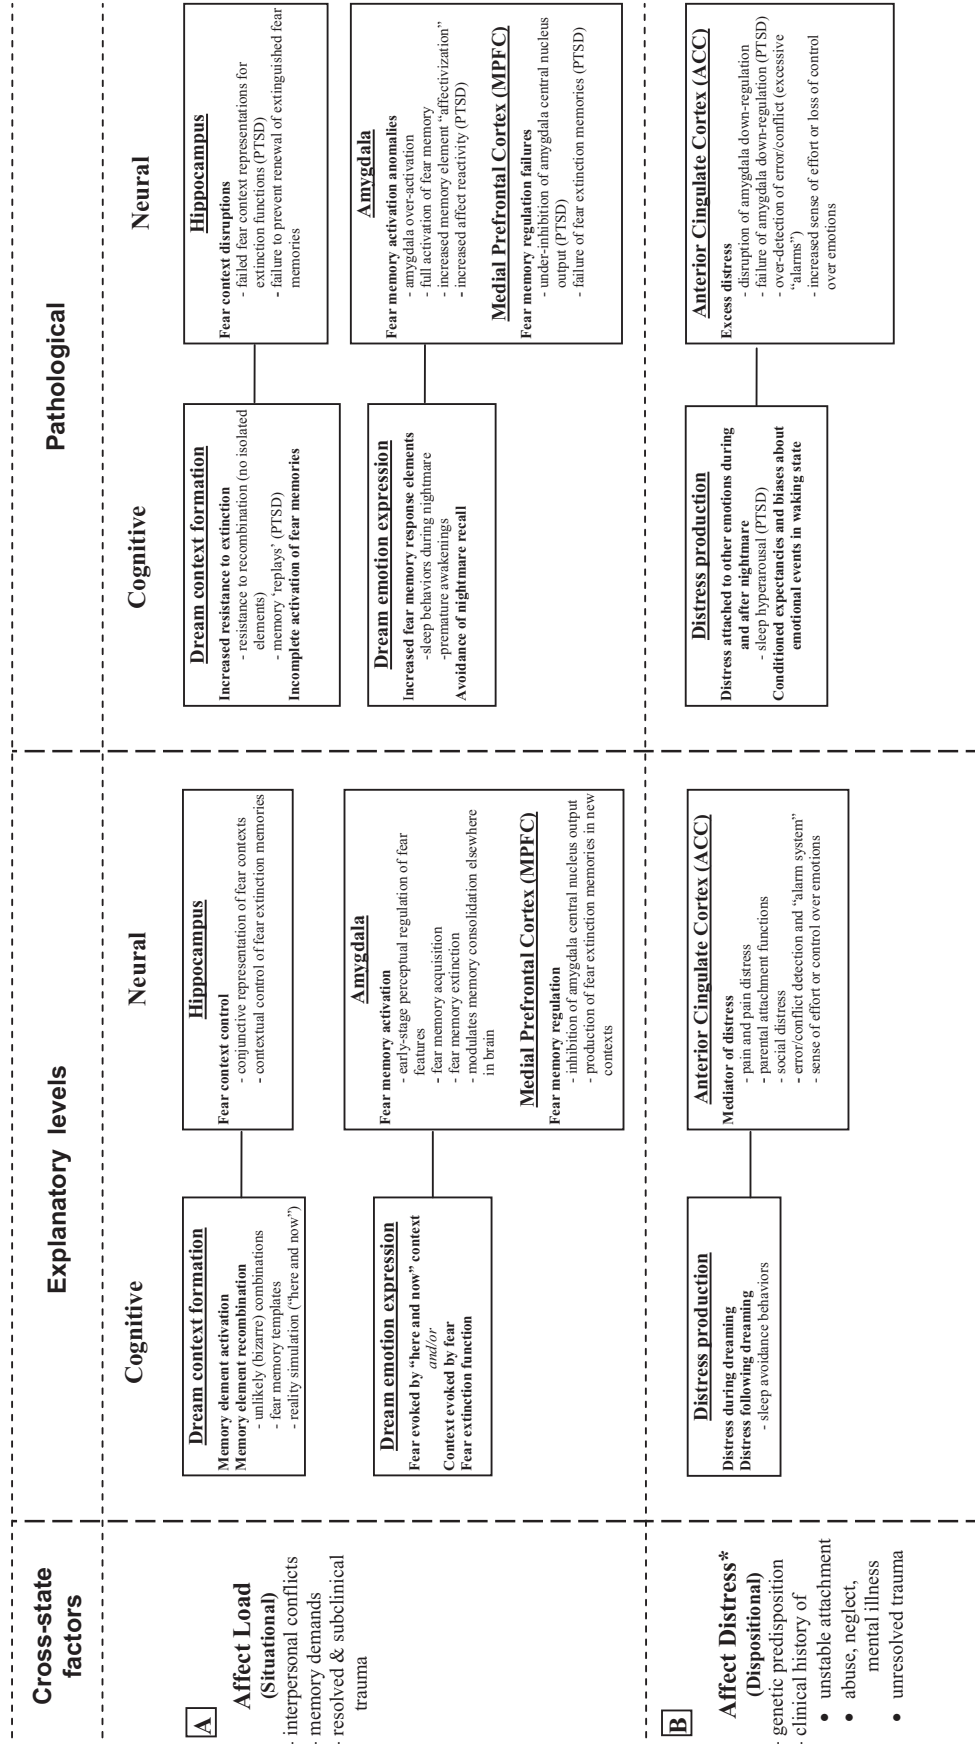 Cross-state
factors
Explanatory levels
Pathological
Cognitive
Neural
Cognitive
Neural
A
Affect Load
(Situational)
- interpersonal conflicts
- memory demands
- resolved & subclinical
trauma
Dream context formation
Memory element activation
Memory element recombination
- unlikely (bizarre) combinations
- fear memory templates
- reality simulation (“here and now”)
Hippocampus
Fear context control
- conjunctive representation of fear contexts
- contextual control of fear extinction memories
Dream context formation
Increased resistance to extinction
- resistance to recombination (no isolated
elements)
- memory ‘replays’ (PTSD)
Incomplete activation of fear memories
Hippocampus
Fear context disruptions
- failed fear context representations for
extinction functions (PTSD)
- failure to prevent renewal of extinguished fear
memories
Dream emotion expression
Fear evoked by “here and now” context
and/or
Context evoked by fear
Fear extinction function
Amygdala
Fear memory activation
- early-stage perceptual regulation of fear
features
- fear memory acquisition
- fear memory extinction
- modulates memory consolidation elsewhere
in brain
Medial Prefrontal Cortex (MPFC)
Fear memory regulation
- inhibition of amygdala central nucleus output
- production of fear extinction memories in new
contexts
Dream emotion expression
Increased fear memory response elements
-sleep behaviors during nightmare
-premature awakenings
Avoidance of nightmare recall
Amygdala
Fear memory activation anomalies
- amygdala over-activation
- full activation of fear memory
- increased memory element “affectivization”
- increased affect reactivity (PTSD)
Medial Prefrontal Cortex (MPFC)
Fear memory regulation failures
- under-inhibition of amygdala central nucleus
output (PTSD)
- failure of fear extinction memories (PTSD)
B
Affect Distress*
(Dispositional)
- genetic predisposition
- clinical history of
• unstable attachment
• abuse, neglect,
mental illness
• unresolved trauma
Distress production
Distress during dreaming
Distress following dreaming
- sleep avoidance behaviors
Anterior Cingulate Cortex (ACC)
Mediator of distress
- pain and pain distress
- parental attachment functions
- social distress
- error/conflict detection and “alarm system”
- sense of effort or control over emotions
Distress production
Distress attached to other emotions during
and after nightmare
- sleep hyperarousal (PTSD)
Conditioned expectancies and biases about
emotional events in waking state
Anterior Cingulate Cortex (ACC)
Excess distress
- disruption of amygdala down-regulation
- failure of amygdala down-regulation (PTSD)
- over-detection of error/conflict (excessive
“alarms”)
- increased sense of effort or loss of control
over emotions